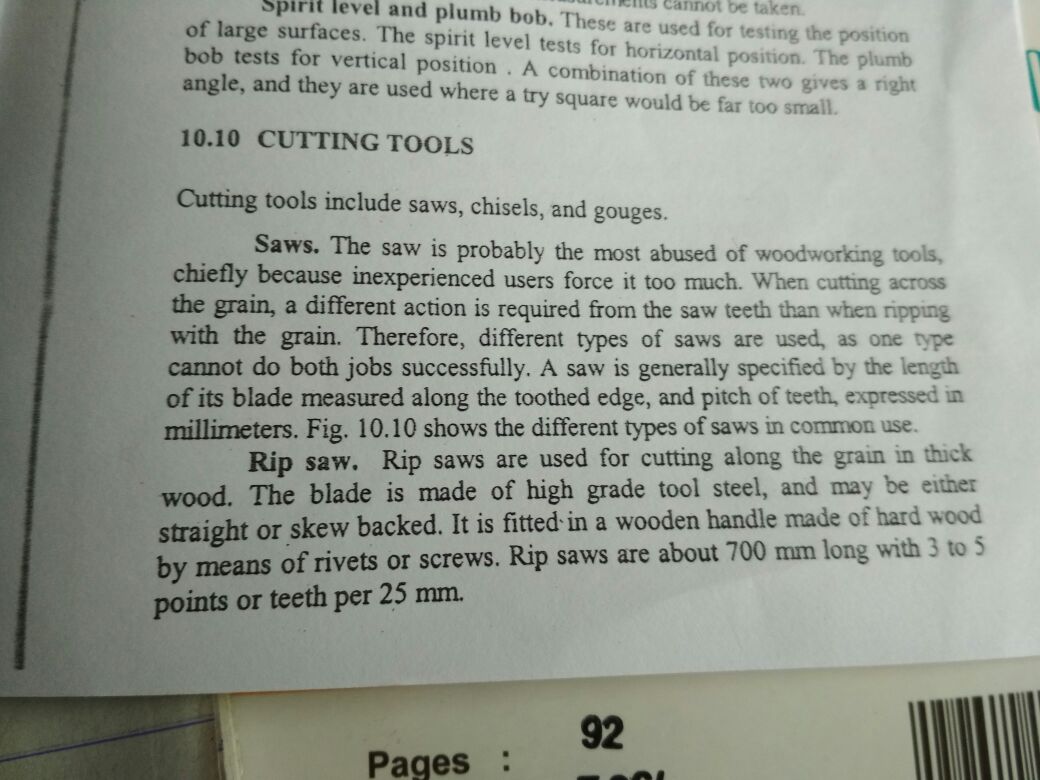 cannot be taken.
Spirit level and plumb bob. These are used for testing the position
of large surfaces. The spirit level tests for horizontal position. The plumb
bob tests for vertical position . A combination of these two gives a right
angle, and they are used where a try square would be far too small.
10.10 CUTTING TOOLS
Cutting tools include saws, chisels, and gouges.
Saws. The saw is probably the most abused of woodworking tools,
chiefly because inexperienced users force it too much. When cutting across
the grain, a different action is required from the saw teeth than when ripping
with the grain. Therefore, different types of saws are used, as one type
cannot do both jobs successfully. A saw is generally specified by the length
of its blade measured along the toothed edge, and pitch of teeth, expressed in
millimeters. Fig. 10.10 shows the different types of saws in common use.
Rip saw. Rip saws are used for cutting along the grain in thick
wood. The blade is made of high grade tool steel, and may be either
straight or skew backed. It is fitted in a wooden handle made of hard wood
by means of rivets or screws. Rip saws are about 700 mm long with 3 to 5
points or teeth per 25 mm.
Pages : 92